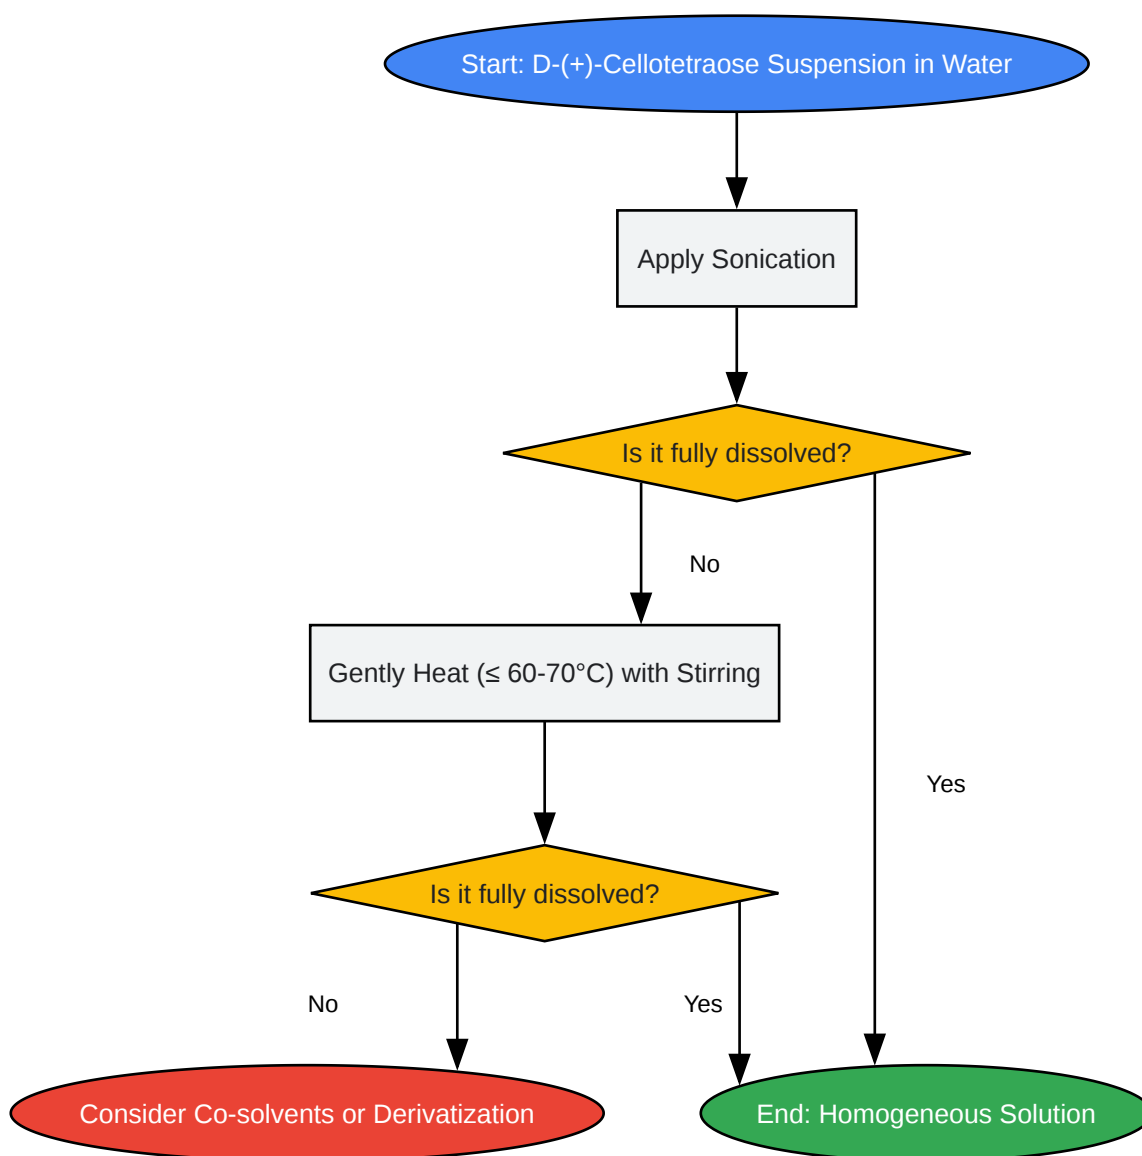 Start: D-(+)-Cellotetraose Suspension in Water
Apply Sonication
Is it fully dissolved?
No
Gently Heat (≤ 60-70°C) with Stirring
Yes
Is it fully dissolved?
No
Yes
Consider Co-solvents or Derivatization
End: Homogeneous Solution